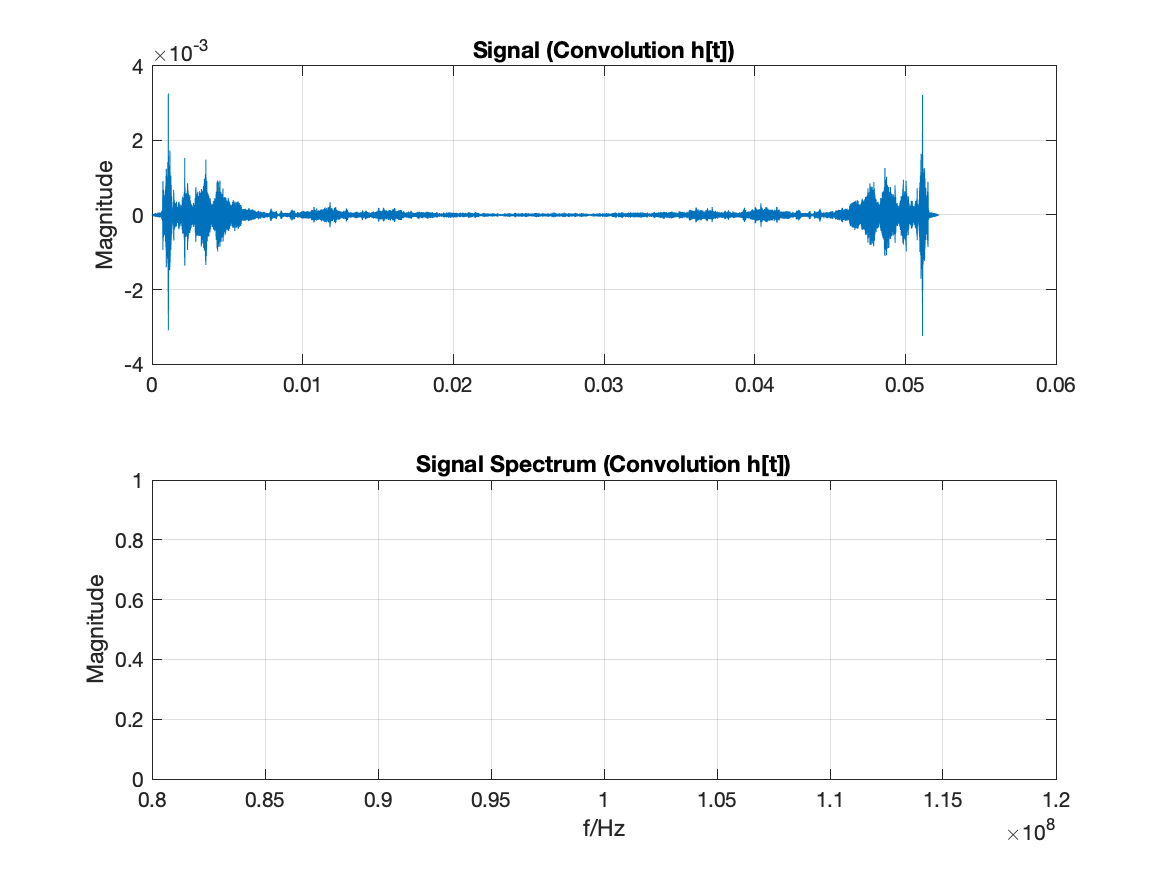 Signal (Convolution h[t])
×10-3
4
2
0
-2
-4
Magnitude
0 0.01 0.02 0.03 0.04 0.05 0.06
Signal Spectrum (Convolution h[t])
1
0.8
0.6
0.4
0.2
0
Magnitude
0.8 0.85 0.9 0.95 1 1.05 1.1 1.15 1.2
f/Hz
×108